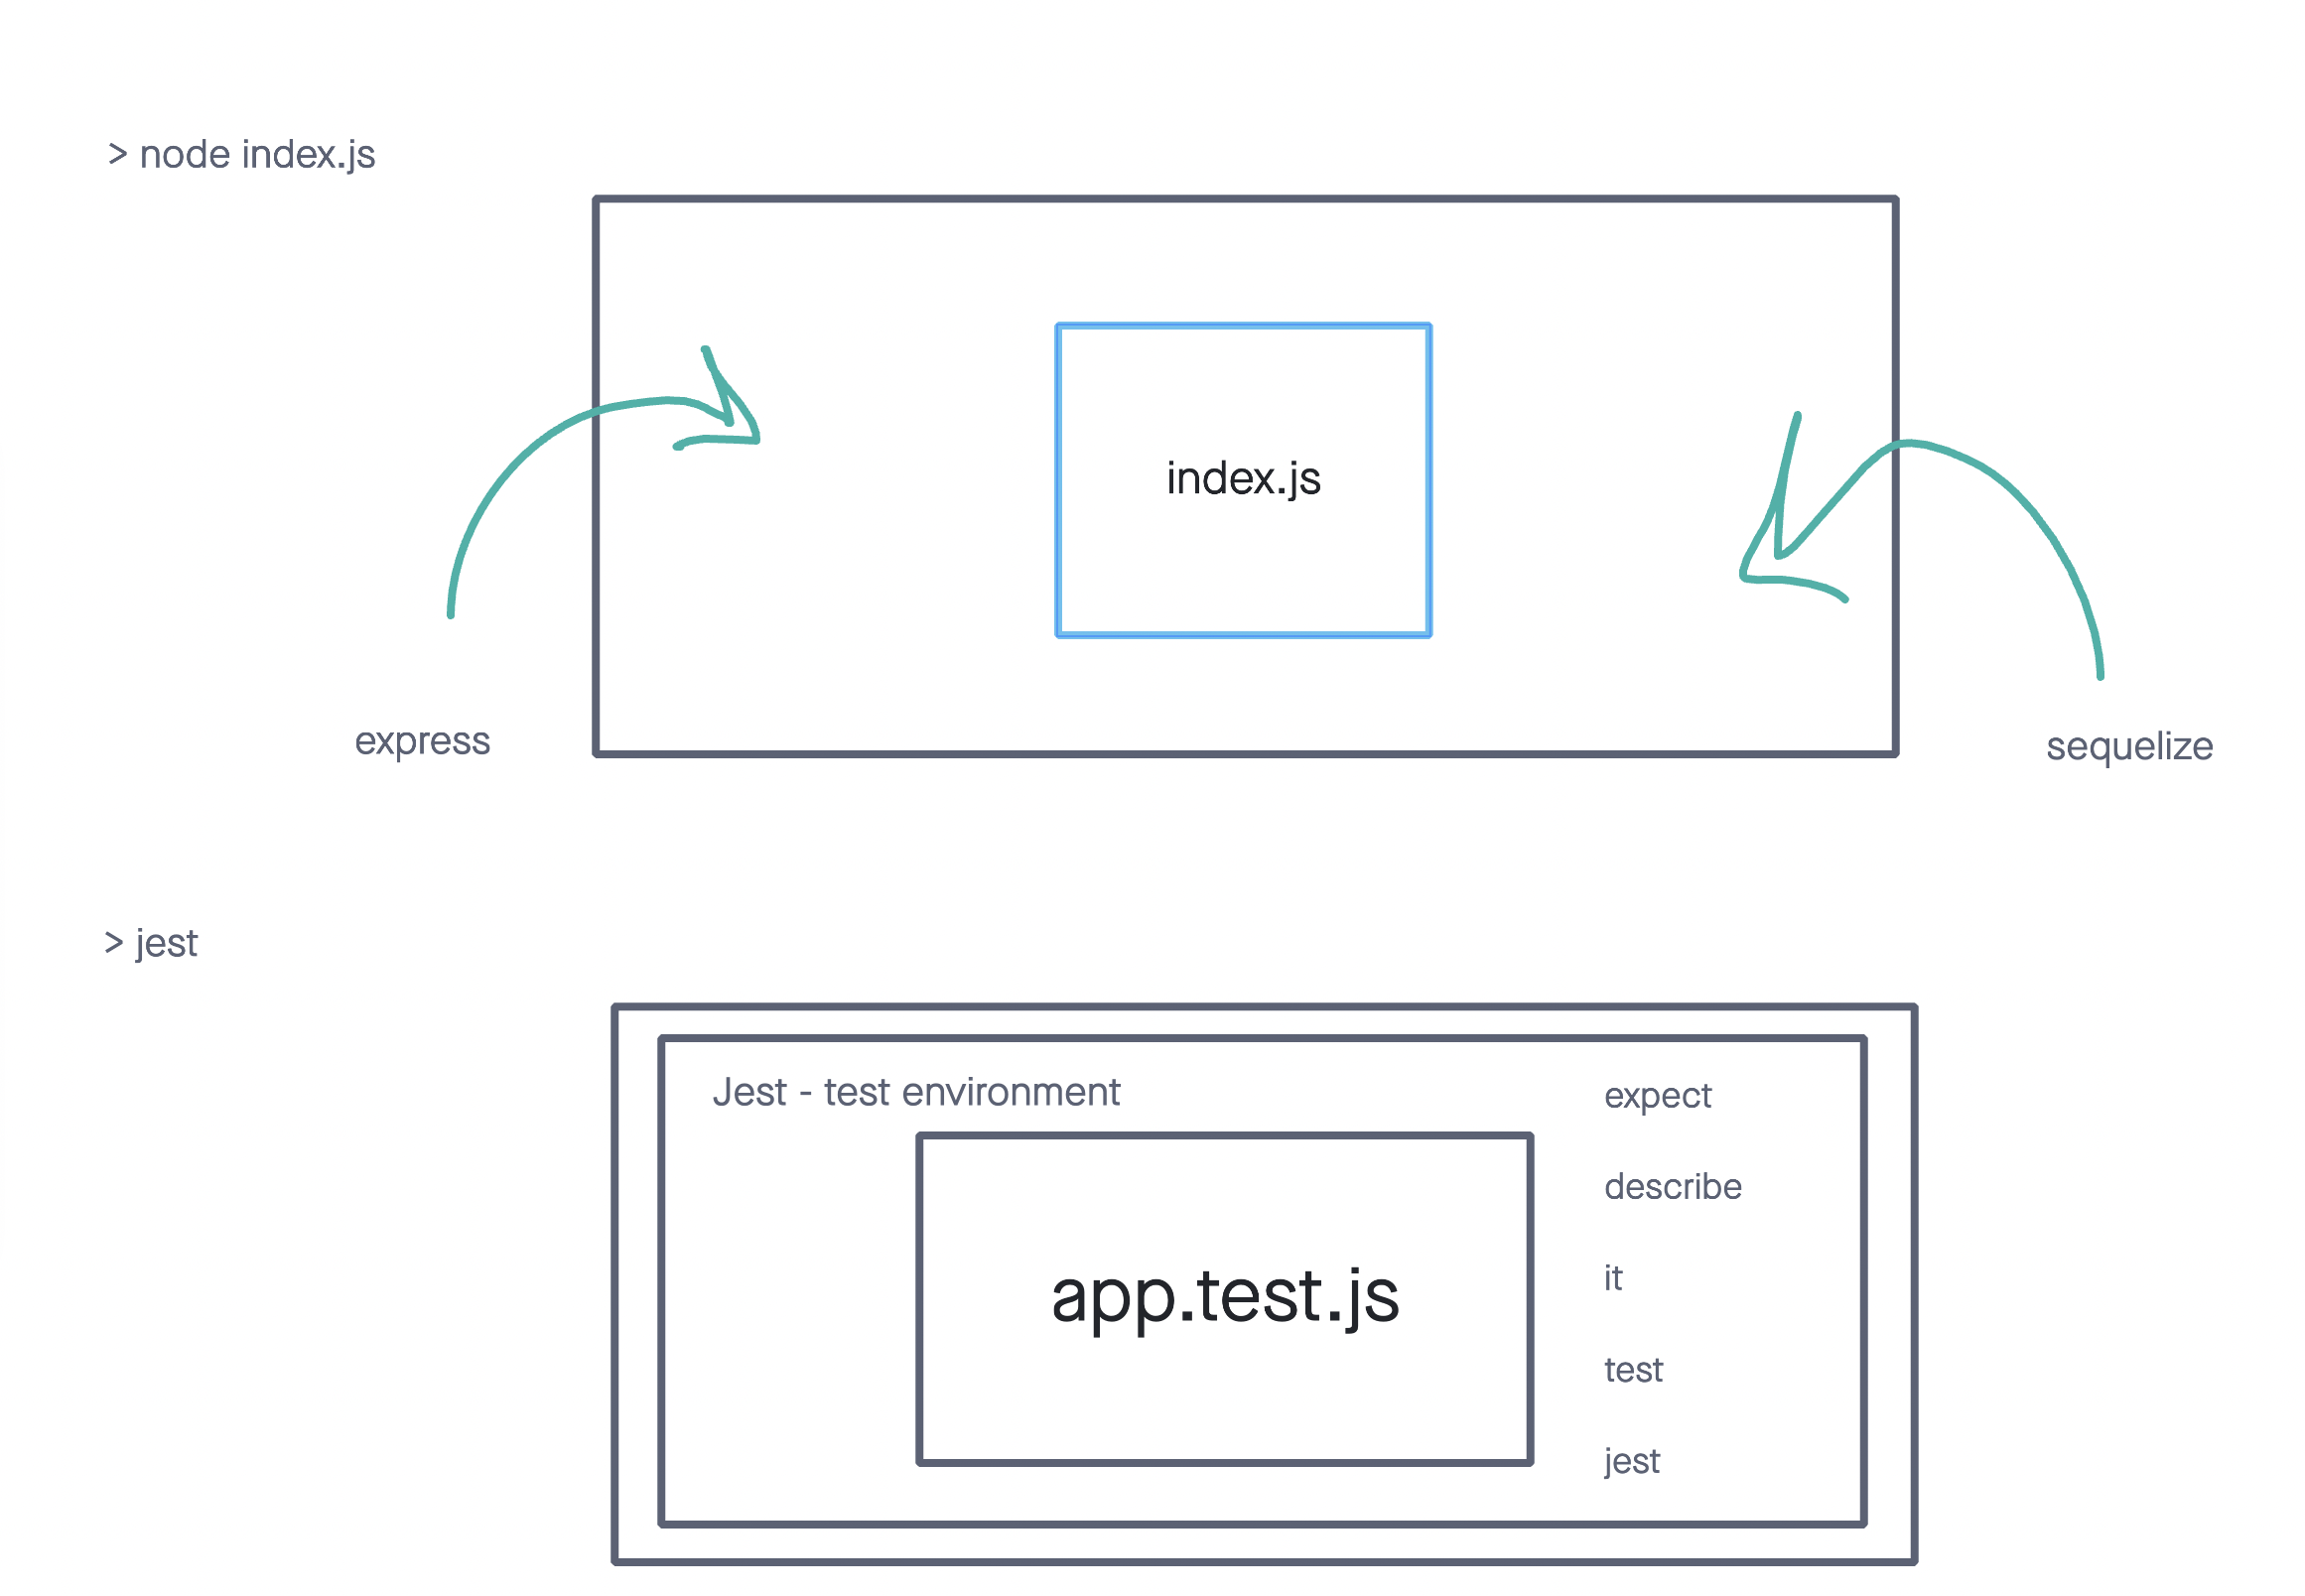 > node index.js
index.js
express
sequelize
> jest
Jest - test environment
expect
describe
app.test.js
it
test
jest